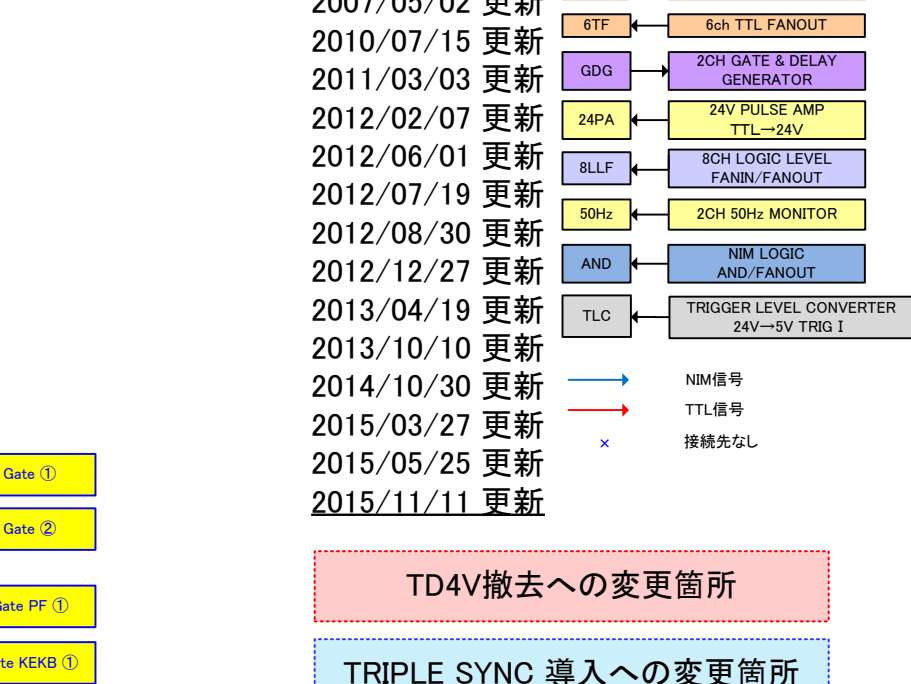 2007/05/02 更新
2010/07/15 更新
2011/03/03 更新
2012/02/07 更新
2012/06/01 更新
2012/07/19 更新
2012/08/30 更新
2012/12/27 更新
2013/04/19 更新
2013/10/10 更新
2014/10/30 更新
2015/03/27 更新
2015/05/25 更新
2015/11/11 更新
6TF
6ch TTL FANOUT
GDG
2CH GATE & DELAY
GENERATOR
24PA
24V PULSE AMP
TTL→24V
8LLF
8CH LOGIC LEVEL
FANIN/FANOUT
50Hz
2CH 50Hz MONITOR
AND
NIM LOGIC
AND/FANOUT
TLC
TRIGGER LEVEL CONVERTER
24V→5V TRIG I
NIM信号
TTL信号
× 接続先なし
Gate ①
Gate ②
Gate PF ①
te KEKB ①
TD4V撤去への変更箇所
TRIPLE SYNC 導入への変更箇所